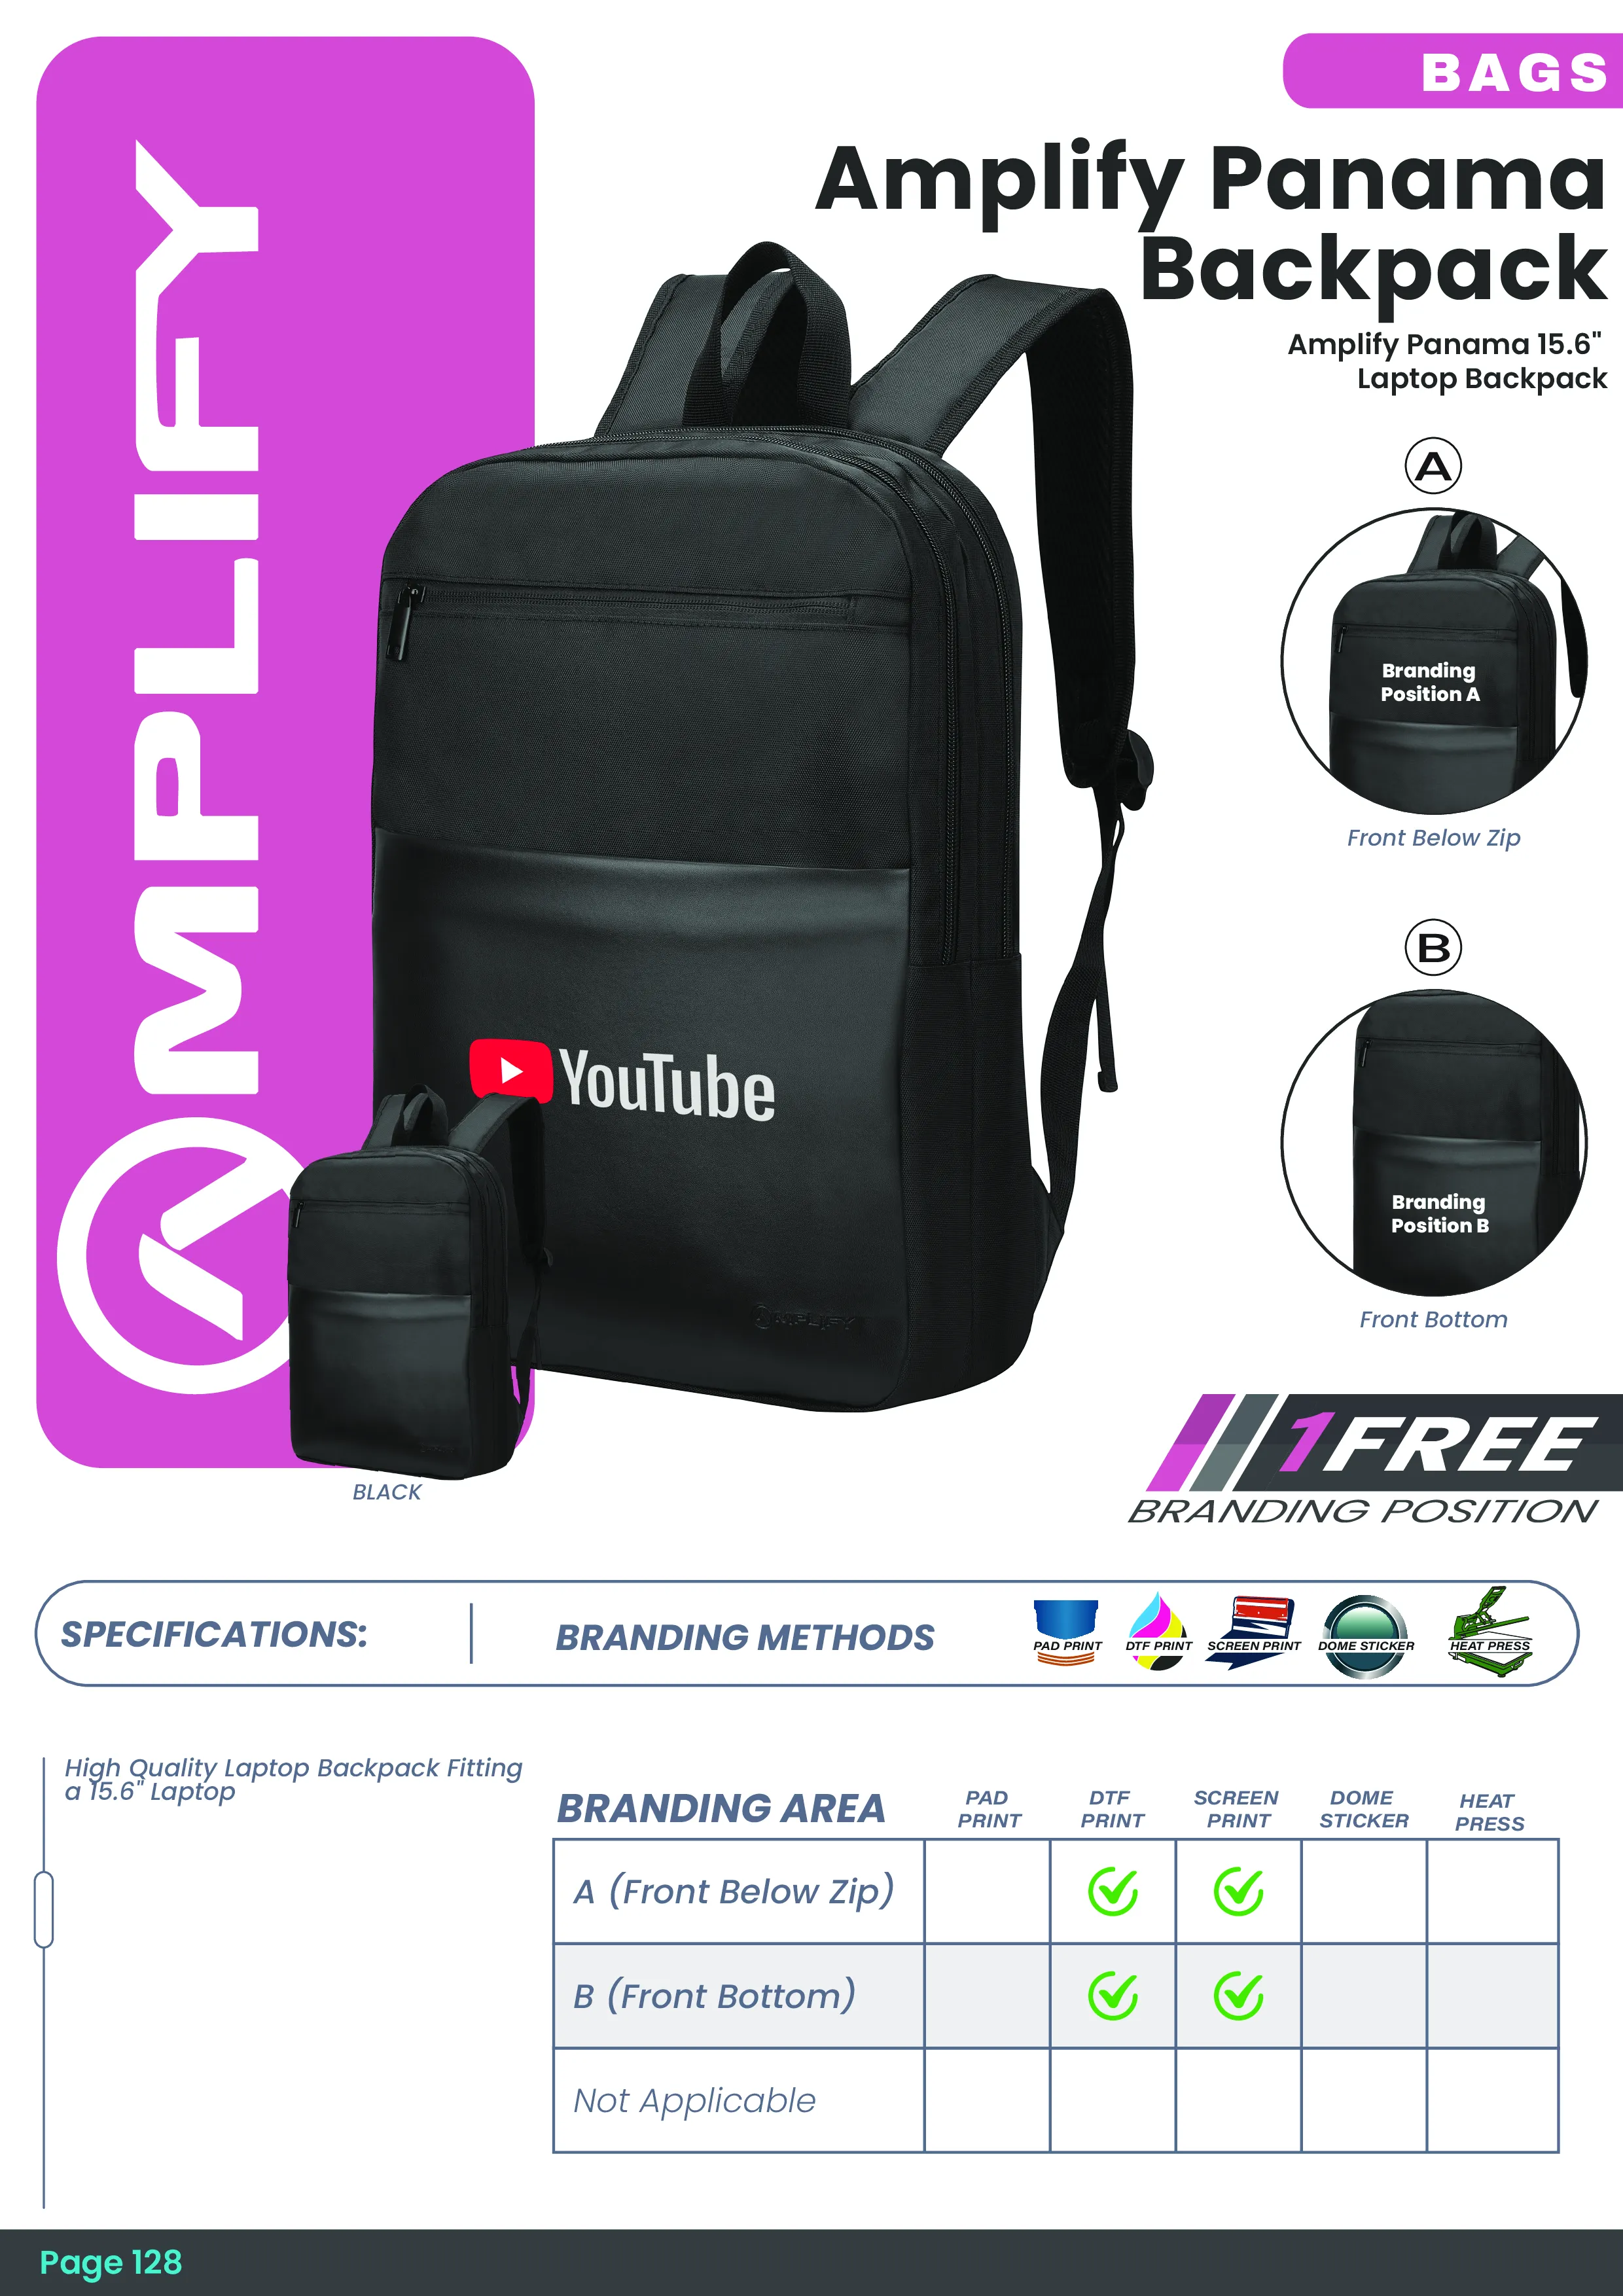 BAGS
Amplify Panama
Backpack
Amplify Panama 15.6"
Laptop Backpack
AMPLIFY
A
Branding
Position A
Front Below Zip
B
Branding
Position B
Front Bottom
YouTube
AMPLIFY
BLACK
1FREE
BRANDING POSITION
SPECIFICATIONS:
BRANDING METHODS
PAD PRINT
DTF PRINT
SCREEN PRINT
DOME STICKER
HEAT PRESS
High Quality Laptop Backpack Fitting
a 15.6" Laptop
BRANDING AREA
PAD
PRINT
DTF
PRINT
SCREEN
PRINT
DOME
STICKER
HEAT
PRESS
A (Front Below Zip)
B (Front Bottom)
Not Applicable
Page 128